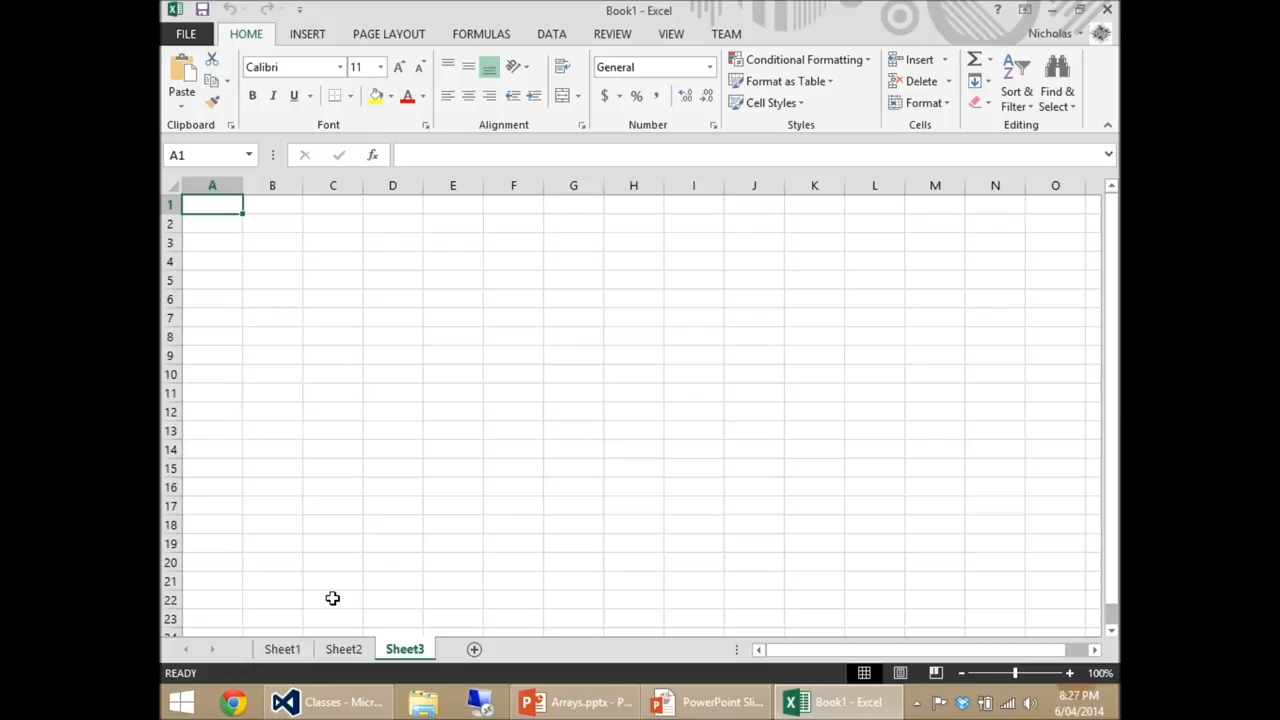 Book1 - Excel
FILE HOME INSERT PAGE LAYOUT FORMULAS DATA REVIEW VIEW TEAM Nicholas
Paste Calibri 11 General Conditional Formatting Format as Table Cell Styles Insert Delete Format Sort & Filter Find & Select
Clipboard Font Alignment Number Styles Cells Editing
A1
A B C D E F G H I J K L M N O
1
2
3
4
5
6
7
8
9
10
11
12
13
14
15
16
17
18
19
20
21
22
23
Sheet1 Sheet2 Sheet3
READY 100%
Classes - Micr... Arrays.pptx - P... PowerPoint Sli... Book1 - Excel 8:27 PM
6/04/2014